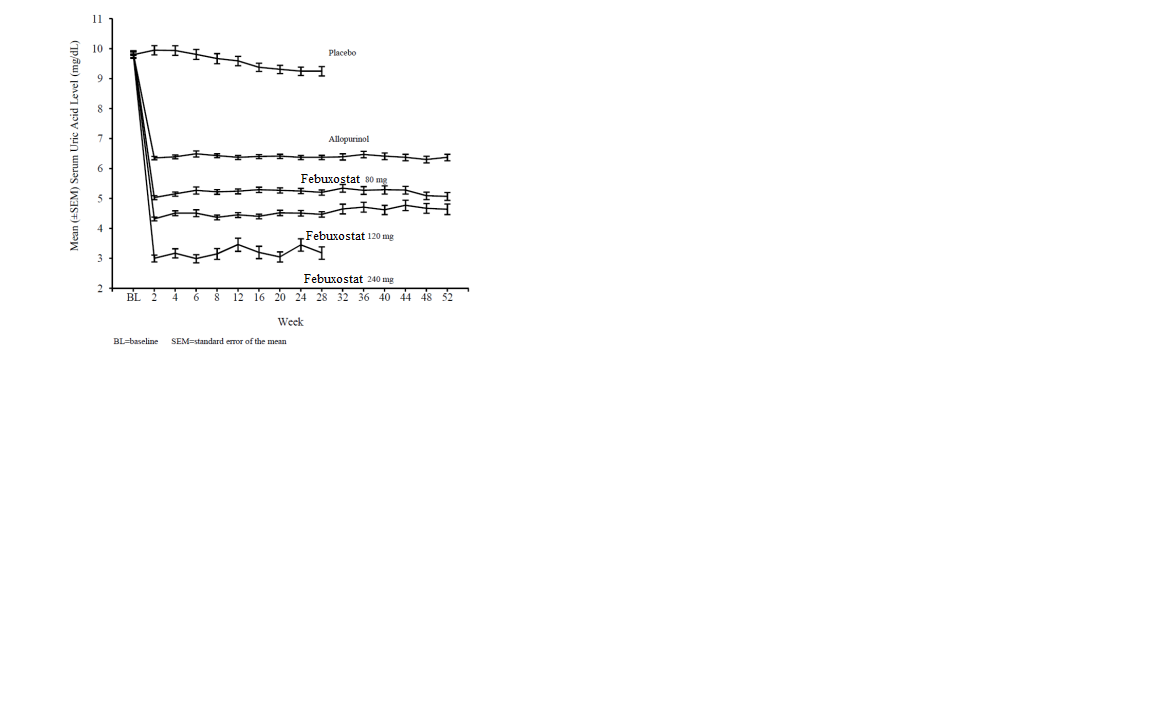 Mean (±SEM) Serum Uric Acid Level (mg/dL)
11
10
9
8
7
6
5
4
3
2
Placebo
Allopurinol
Febuxostat 80 mg
Febuxostat 120 mg
Febuxostat 240 mg
BL 2 4 6 8 12 16 20 24 28 32 36 40 44 48 52
Week
BL=baseline SEM=standard error of the mean